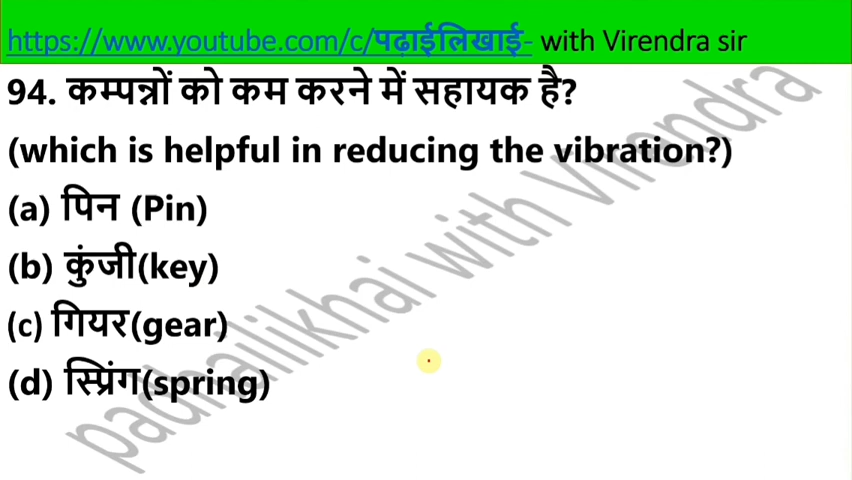 https://www.youtube.com/c/पढ़ाईलिखाई- with Virendra sir
94. कम्पन्नों को कम करने में सहायक है?
(which is helpful in reducing the vibration?)
(a) पिन (Pin)
(b) कुंजी(key)
(c) गियर(gear)
(d) स्प्रिंग(spring)
padhailikhai with Virendra